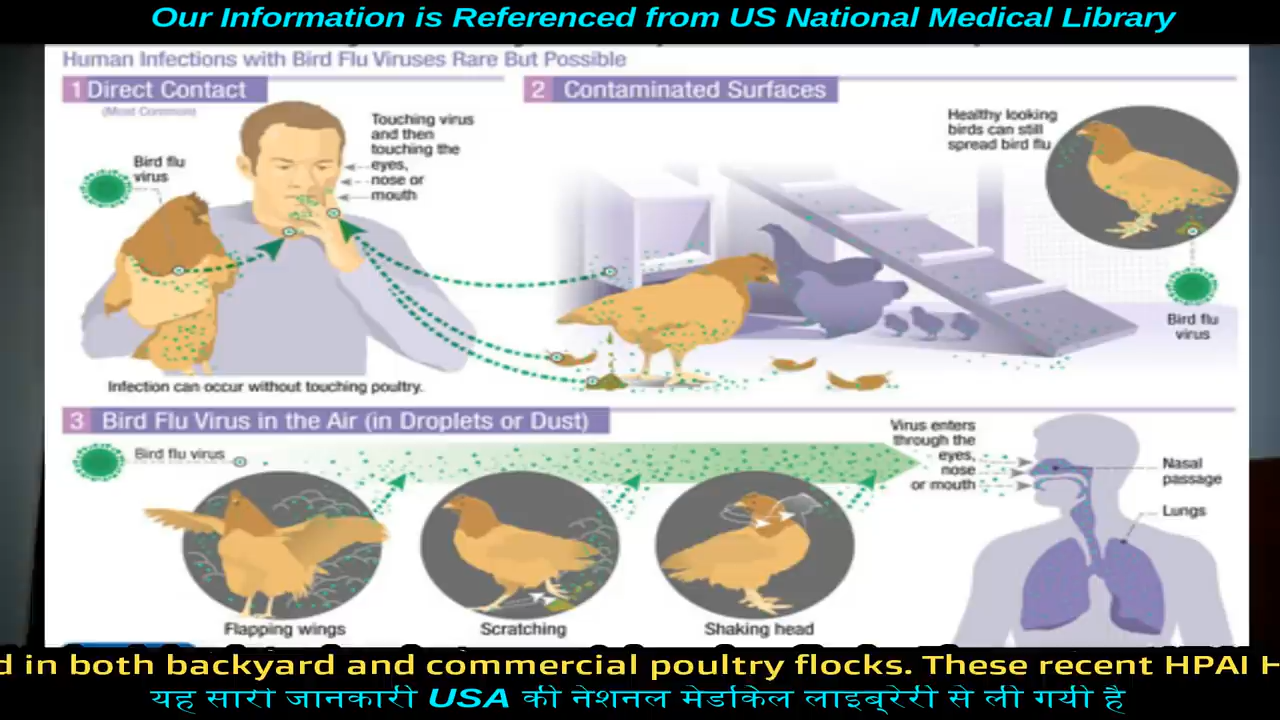 Our Information is Referenced from US National Medical Library
Human Infections with Bird Flu Viruses Rare But Possible
1 Direct Contact
(Most Common)
Bird flu
virus
Touching virus
and then
touching the
eyes,
nose or
mouth
Infection can occur without touching poultry.
2 Contaminated Surfaces
Healthy looking
birds can still
spread bird flu
Bird flu
virus
3 Bird Flu Virus in the Air (in Droplets or Dust)
Bird flu virus
Flapping wings
Scratching
Shaking head
Virus enters
through the
eyes,
nose
or mouth
Nasal
passage
Lungs
d in both backyard and commercial poultry flocks. These recent HPAI H
यह सारी जानकारी USA की नेशनल मेडिकल लाइब्रेरी से ली गयी है